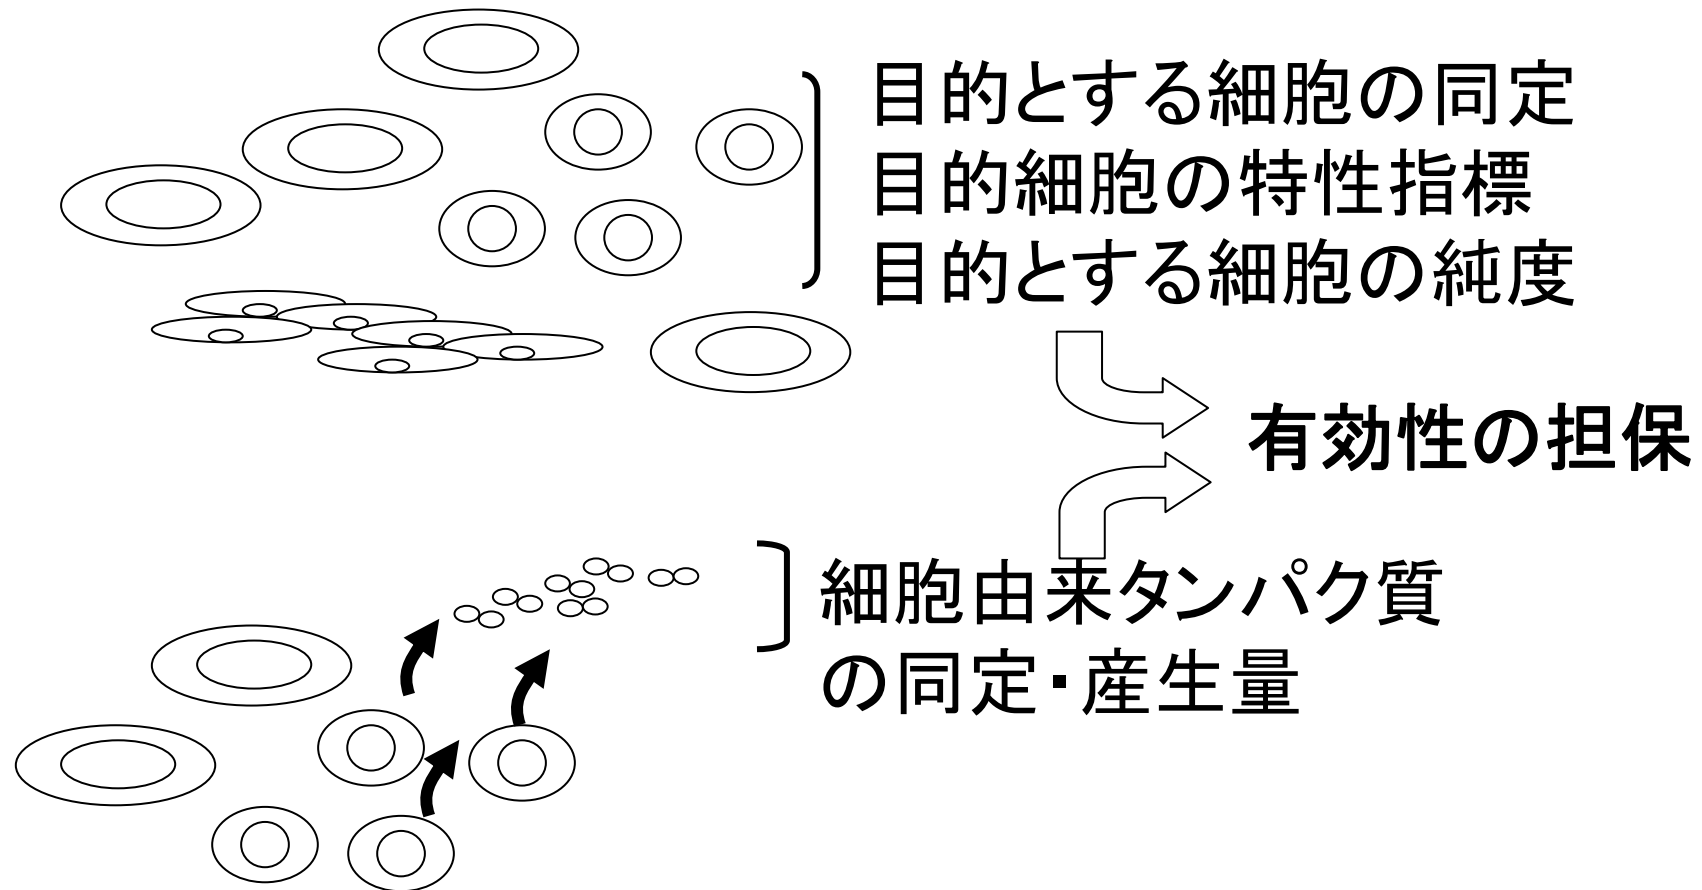 目的とする細胞の同定
目的細胞の特性指標
目的とする細胞の純度
有効性の担保
細胞由来タンパク質
の同定・産生量